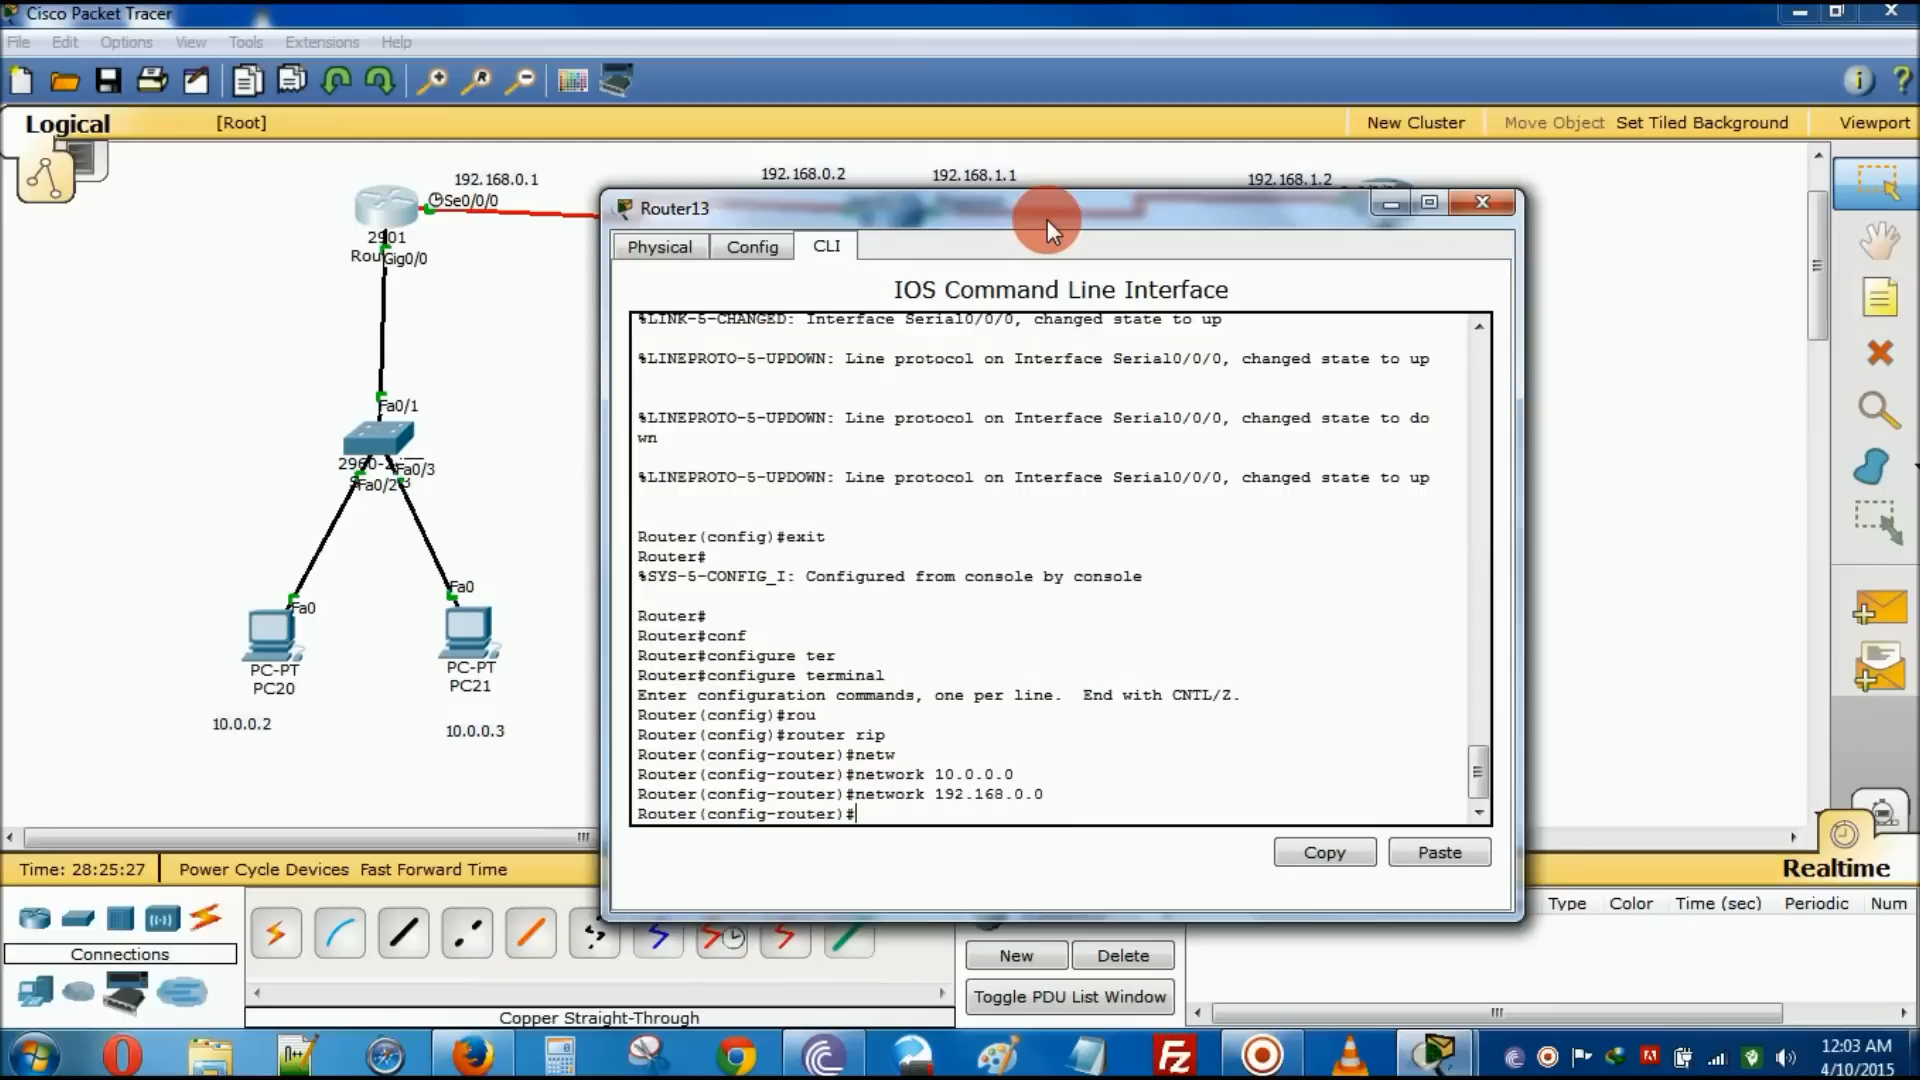 Cisco Packet Tracer
File Edit Options View Tools Extensions Help
Logical [Root] New Cluster Move Object Set Tiled Background Viewport
192.168.0.1
192.168.0.2
192.168.1.1
192.168.1.2
Se0/0/0
2901
Rou
Gig0/0
Fa0/1
Fa0/3
Fa0/2
Fa0
Fa0
PC-PT
PC20
PC-PT
PC21
10.0.0.2
10.0.0.3
Router13
Physical Config CLI
IOS Command Line Interface
%LINK-5-CHANGED: Interface Serial0/0/0, changed state to up
%LINEPROTO-5-UPDOWN: Line protocol on Interface Serial0/0/0, changed state to up
%LINEPROTO-5-UPDOWN: Line protocol on Interface Serial0/0/0, changed state to do
wn
%LINEPROTO-5-UPDOWN: Line protocol on Interface Serial0/0/0, changed state to up
Router(config)#exit
Router#
%SYS-5-CONFIG_I: Configured from console by console
Router#
Router#conf
Router#configure ter
Router#configure terminal
Enter configuration commands, one per line.  End with CNTL/Z.
Router(config)#rou
Router(config)#router rip
Router(config-router)#netw
Router(config-router)#network 10.0.0.0
Router(config-router)#network 192.168.0.0
Router(config-router)#
Copy Paste
Time: 28:25:27 Power Cycle Devices Fast Forward Time
Realtime
Type Color Time (sec) Periodic Num
Connections
New Delete
Toggle PDU List Window
Copper Straight-Through
12:03 AM
4/10/2015